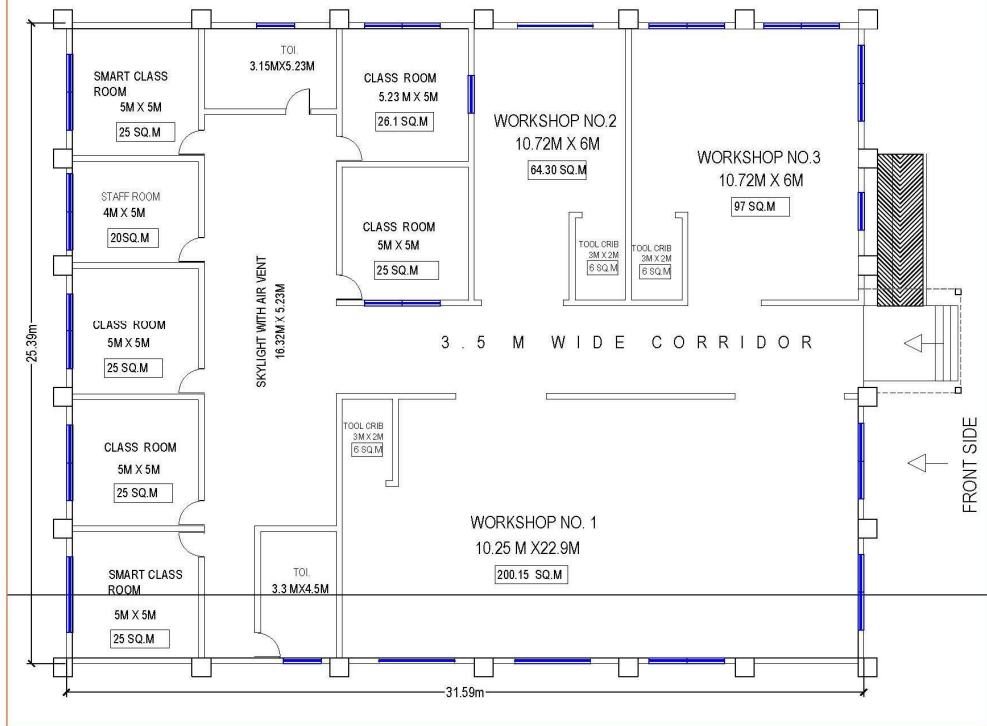 SMART CLASS
ROOM
5M X 5M
25 SQ.M
TOI.
3.15MX5.23M
CLASS ROOM
5.23 M X 5M
26.1 SQ.M
WORKSHOP NO.2
10.72M X 6M
64.30 SQ.M
WORKSHOP NO.3
10.72M X 6M
97 SQ.M
STAFF ROOM
4M X 5M
20SQ.M
CLASS ROOM
5M X 5M
25 SQ.M
TOOL CRIB
3M X 2M
6 SQ.M
TOOL CRIB
3M X 2M
6 SQ.M
SKYLIGHT WITH AIR VENT
16.32M X 5.23M
25.39m
CLASS ROOM
5M X 5M
25 SQ.M
3.5 M WIDE CORRIDOR
TOOL CRIB
3M X 2M
6 SQ.M
FRONT SIDE
CLASS ROOM
5M X 5M
25 SQ.M
WORKSHOP NO. 1
10.25 M X22.9M
200.15 SQ.M
SMART CLASS
ROOM
5M X 5M
25 SQ.M
TOI.
3.3 MX4.5M
31.59m